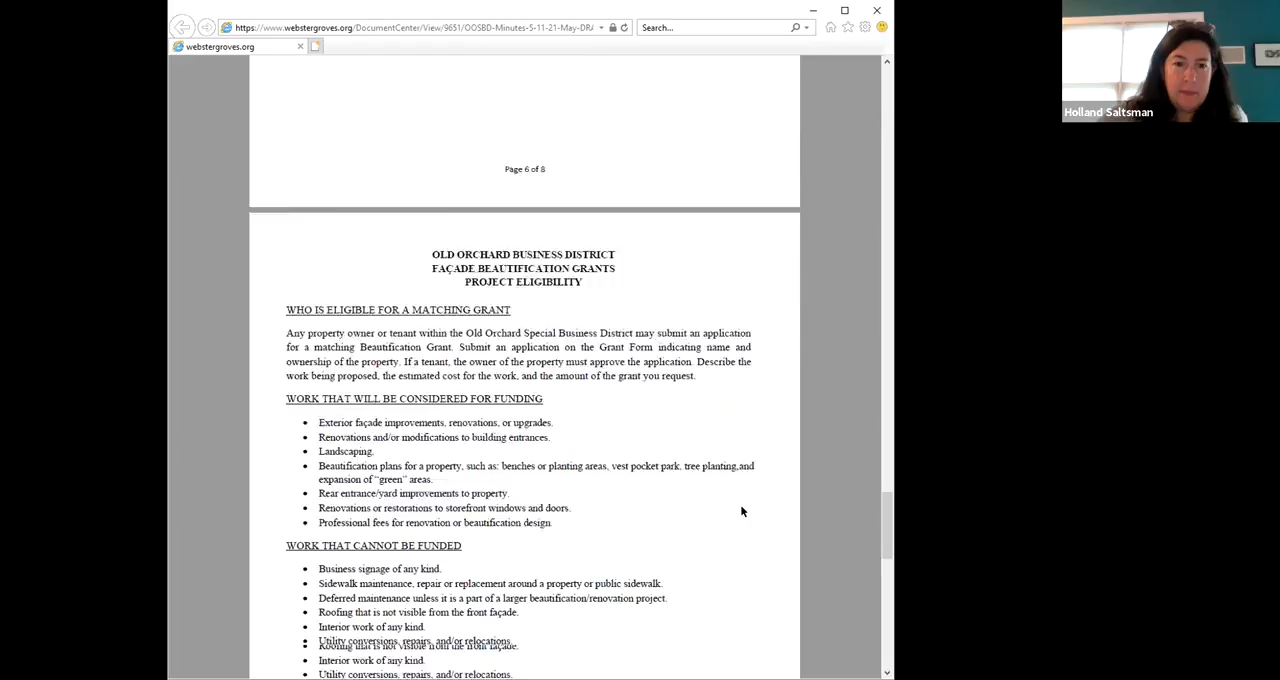 https://www.webstergroves.org/DocumentCenter/View/9651/OOSBD-Minutes-5-11-21-May-DRA
Search...
webstergroves.org
Holland Saltsman
Page 6 of 8
OLD ORCHARD BUSINESS DISTRICT
FAÇADE BEAUTIFICATION GRANTS
PROJECT ELIGIBILITY
WHO IS ELIGIBLE FOR A MATCHING GRANT
Any property owner or tenant within the Old Orchard Special Business District may submit an application
for a matching Beautification Grant. Submit an application on the Grant Form indicating name and
ownership of the property. If a tenant, the owner of the property must approve the application. Describe the
work being proposed, the estimated cost for the work, and the amount of the grant you request.
WORK THAT WILL BE CONSIDERED FOR FUNDING
• Exterior façade improvements, renovations, or upgrades.
• Renovations and/or modifications to building entrances.
• Landscaping.
• Beautification plans for a property, such as: benches or planting areas, vest pocket park, tree planting,and
expansion of “green” areas.
• Rear entrance/yard improvements to property.
• Renovations or restorations to storefront windows and doors.
• Professional fees for renovation or beautification design.
WORK THAT CANNOT BE FUNDED
• Business signage of any kind.
• Sidewalk maintenance, repair or replacement around a property or public sidewalk.
• Deferred maintenance unless it is a part of a larger beautification/renovation project.
• Roofing that is not visible from the front façade.
• Interior work of any kind.
• Utility conversions, repairs, and/or relocations.
• Roofing that is not visible from the front façade.
• Interior work of any kind.
• Utility conversions, repairs, and/or relocations.